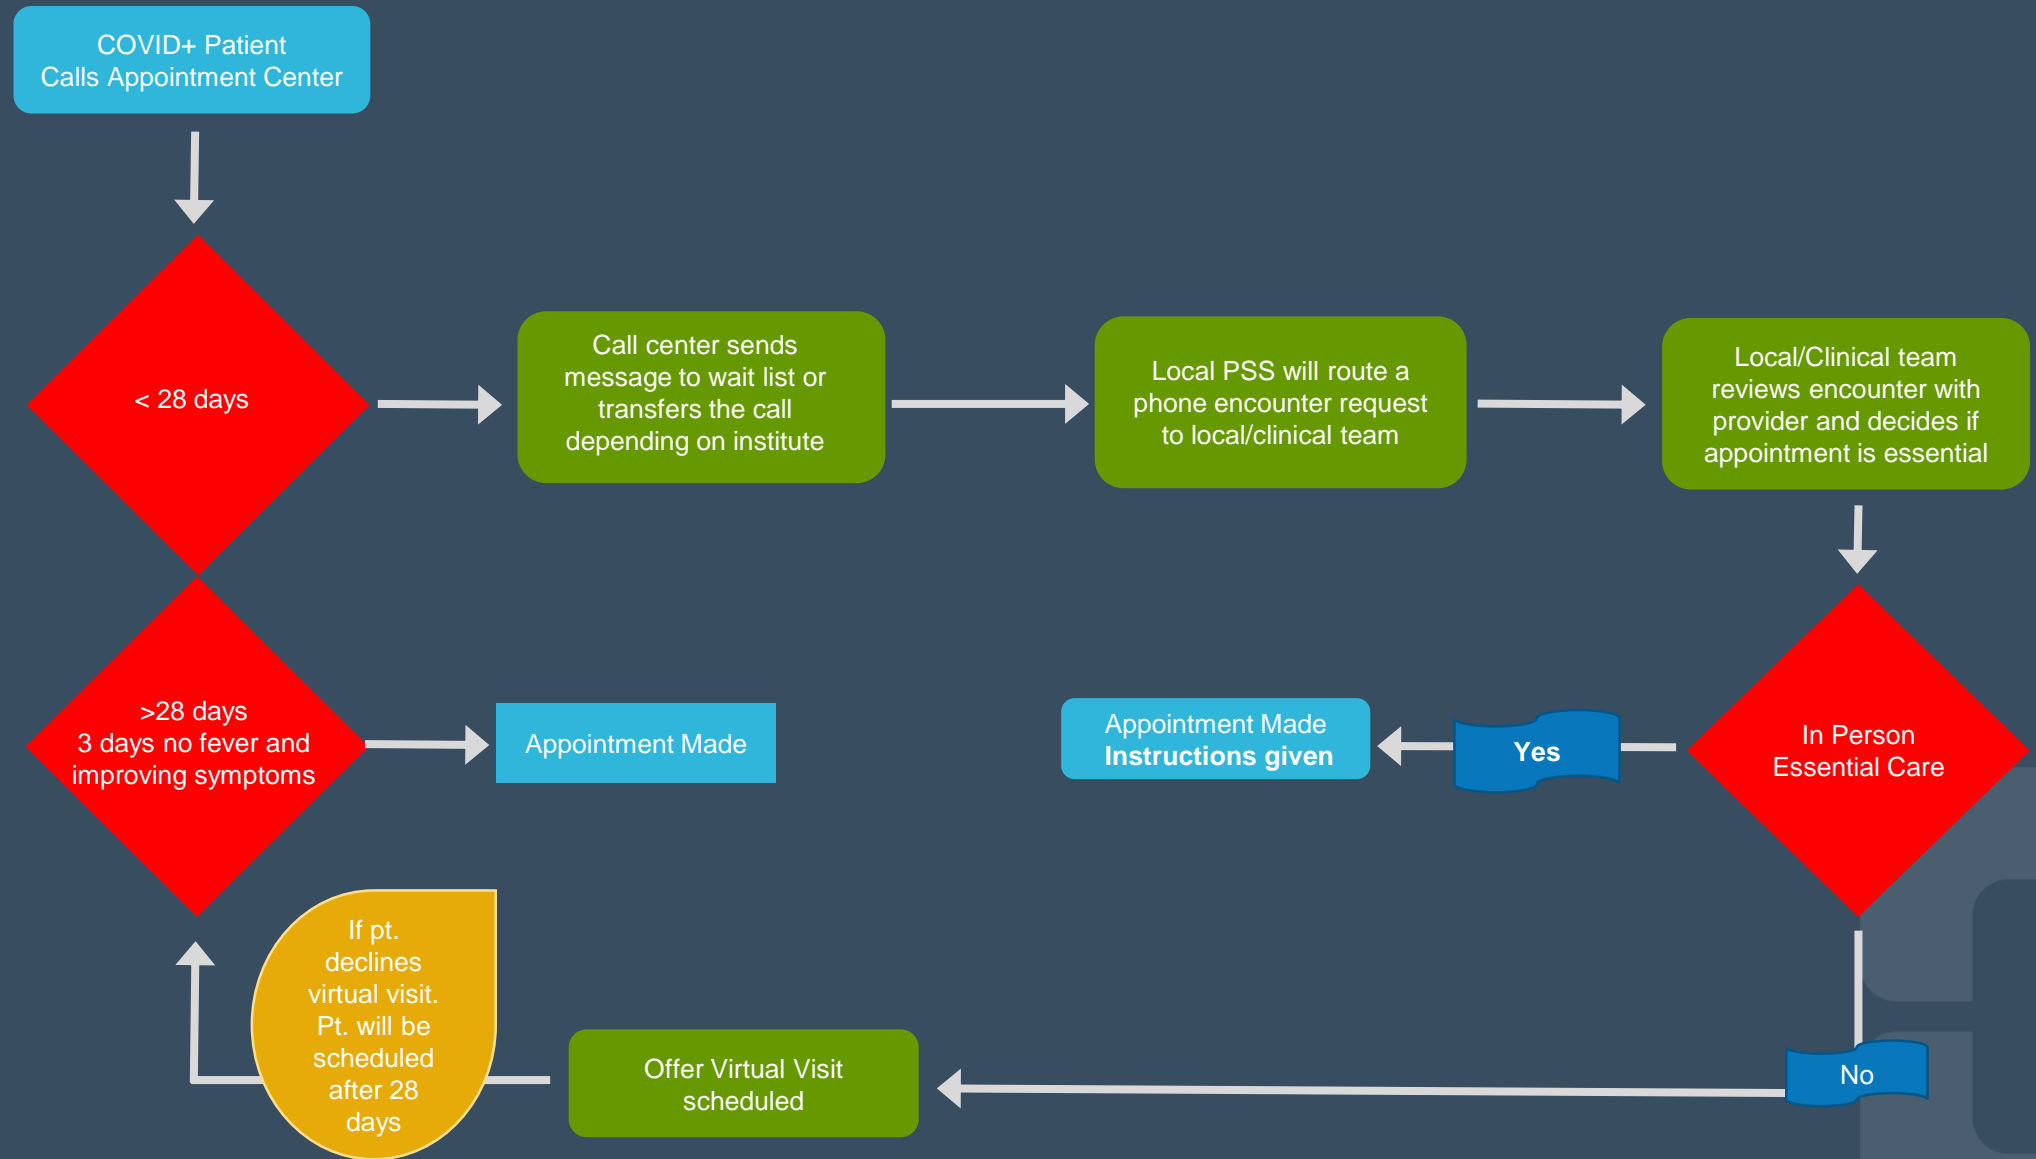 COVID+ Patient
Calls Appointment Center
< 28 days
Call center sends
message to wait list or
transfers the call
depending on institute
Local PSS will route a
phone encounter request
to local/clinical team
Local/Clinical team
reviews encounter with
provider and decides if
appointment is essential
>28 days
3 days no fever and
improving symptoms
Appointment Made
Appointment Made
Instructions given
Yes
In Person
Essential Care
If pt.
declines
virtual visit.
Pt. will be
scheduled
after 28
days
Offer Virtual Visit
scheduled
No